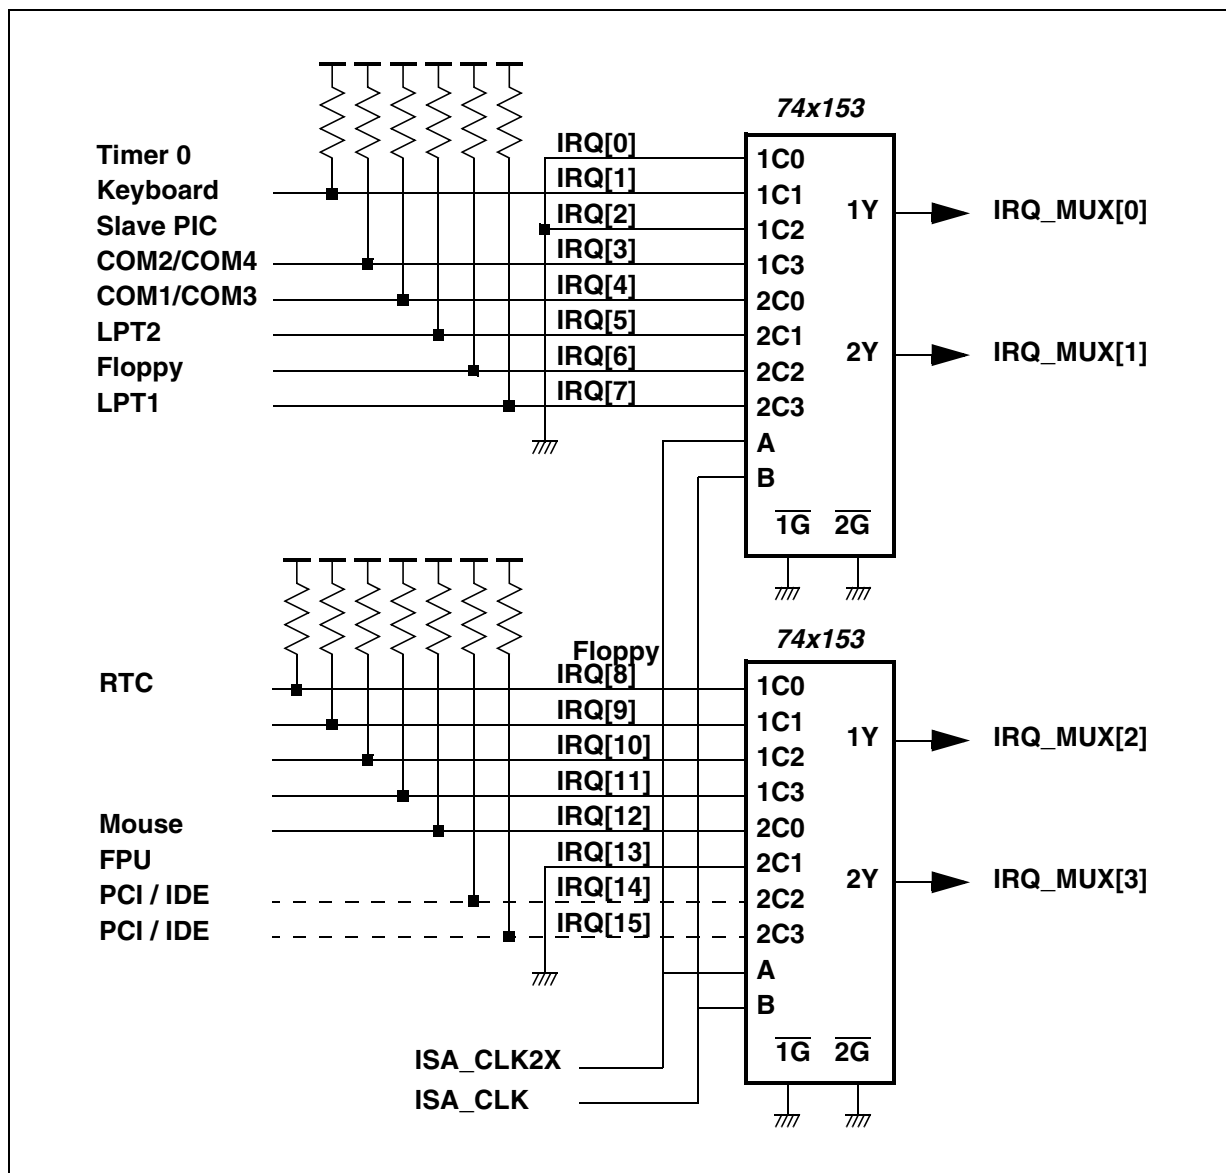 74x153
Timer 0 IRQ[0] 1C0
Keyboard IRQ[1] 1C1
1Y IRQ_MUX[0]
Slave PIC IRQ[2] 1C2
COM2/COM4 IRQ[3] 1C3
COM1/COM3 IRQ[4] 2C0
LPT2 IRQ[5] 2C1
2Y IRQ_MUX[1]
Floppy IRQ[6] 2C2
LPT1 IRQ[7] 2C3
A
B
1G 2G
74x153
Floppy
RTC IRQ[8] 1C0
IRQ[9] 1C1
1Y IRQ_MUX[2]
IRQ[10] 1C2
IRQ[11] 1C3
Mouse IRQ[12] 2C0
FPU IRQ[13] 2C1
2Y IRQ_MUX[3]
PCI / IDE IRQ[14] 2C2
PCI / IDE IRQ[15] 2C3
A
B
1G 2G
ISA_CLK2X
ISA_CLK